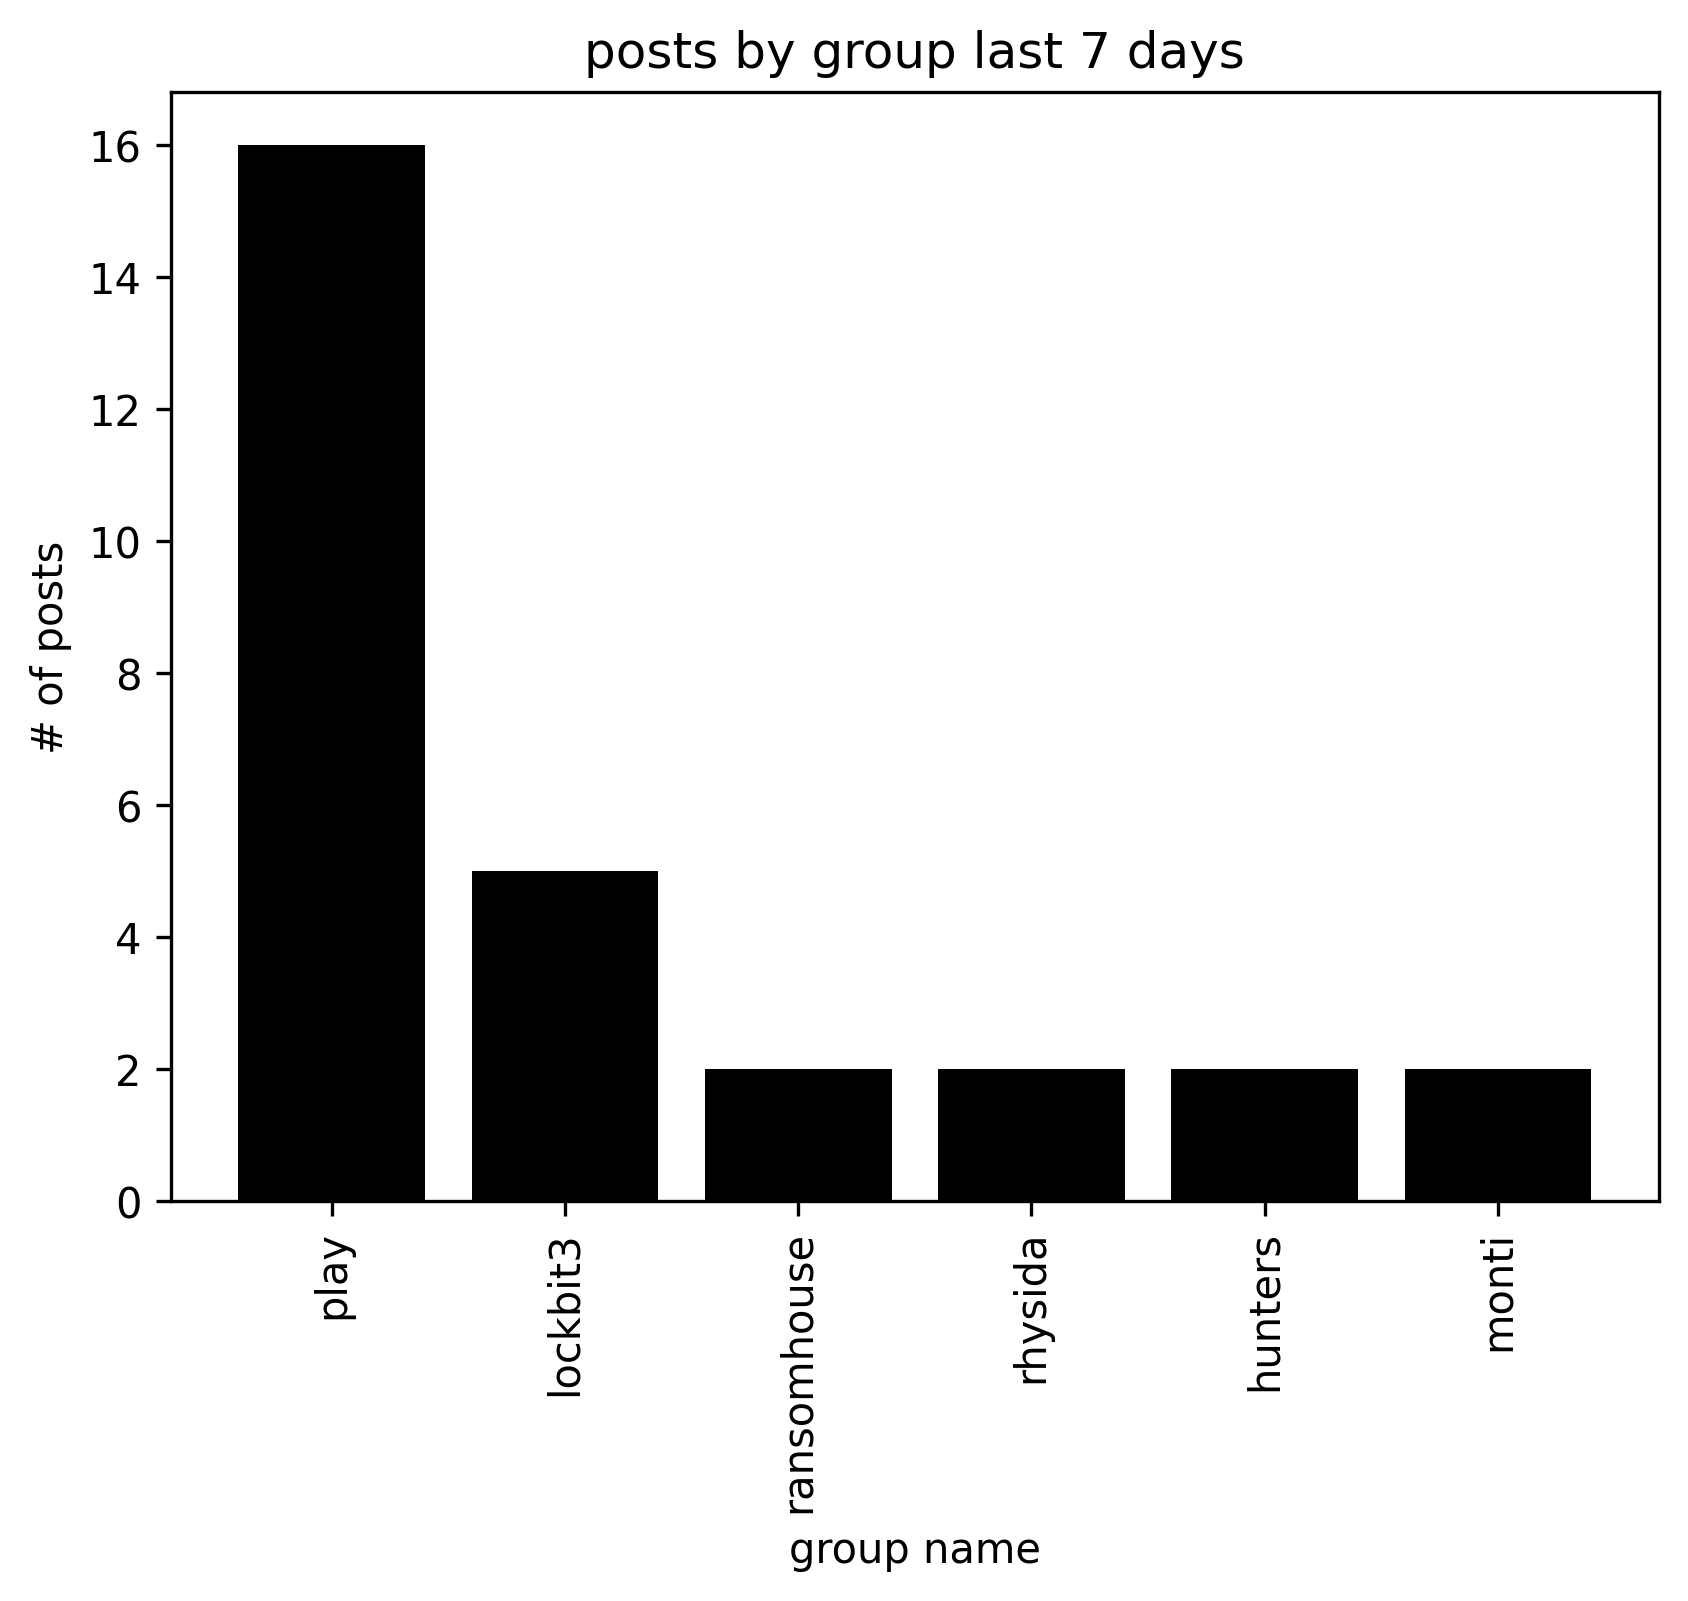 posts by group last 7 days
# of posts
16
14
12
10
8
6
4
2
0
play
lockbit3
ransomhouse
rhysida
hunters
monti
group name